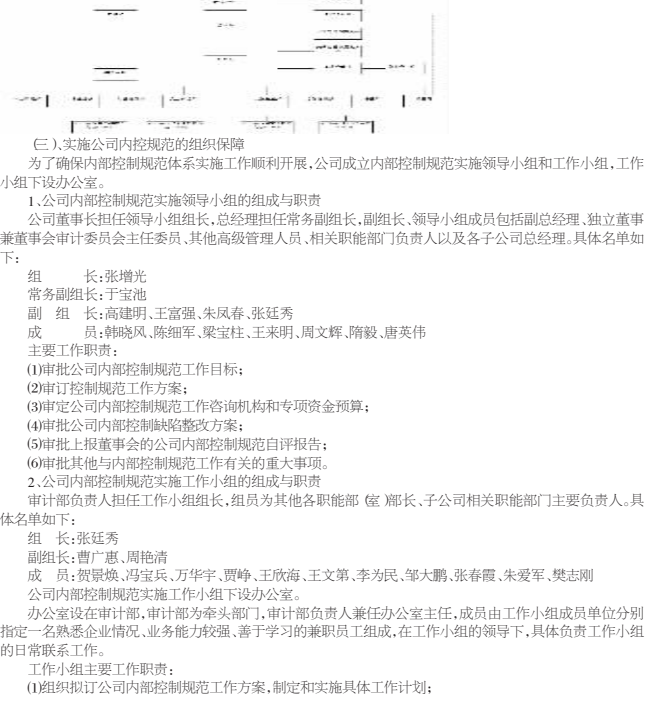 (三)、实施公司内控规范的组织保障
为了确保内部控制规范体系实施工作顺利开展,公司成立内部控制规范实施领导小组和工作小组,工作
小组下设办公室。
1、公司内部控制规范实施领导小组的组成与职责
公司董事长担任领导小组组长,总经理担任常务副组长,副组长、领导小组成员包括副总经理、独立董事
兼董事会审计委员会主任委员、其他高级管理人员、相关职能部门负责人以及各子公司总经理。具体名单如
下:
组 长:张增光
常务副组长:于宝池
副 组 长:高建明、王富强、朱凤春、张廷秀
成 员:韩晓风、陈细军、梁宝柱、王来明、周文辉、隋毅、唐英伟
主要工作职责:
(1)审批公司内部控制规范工作目标;
(2)审订控制规范工作方案;
(3)审定公司内部控制规范工作咨询机构和专项资金预算;
(4)审批公司内部控制缺陷整改方案;
(5)审批上报董事会的公司内部控制规范自评报告;
(6)审批其他与内部控制规范工作有关的重大事项。
2、公司内部控制规范实施工作小组的组成与职责
审计部负责人担任工作小组组长,组员为其他各职能部(室)部长、子公司相关职能部门主要负责人。具
体名单如下:
组 长:张廷秀
副组长:曹广惠、周艳清
成 员:贺景焕、冯宝兵、万华宇、贾峥、王欣海、王文第、李为民、邹大鹏、张春霞、朱爱军、樊志刚
公司内部控制规范实施工作小组下设办公室。
办公室设在审计部,审计部为牵头部门,审计部负责人兼任办公室主任,成员由工作小组成员单位分别
指定一名熟悉企业情况、业务能力较强、善于学习的兼职员工组成,在工作小组的领导下,具体负责工作小组
的日常联系工作。
工作小组主要工作职责:
(1)组织拟订公司内部控制规范工作方案,制定和实施具体工作计划;